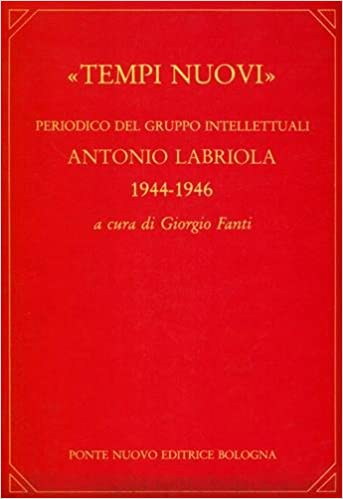 «TEMPI NUOVI»
PERIODICO DEL GRUPPO INTELLETTUALI
ANTONIO LABRIOLA
1944-1946
a cura di Giorgio Fanti
PONTE NUOVO EDITRICE BOLOGNA